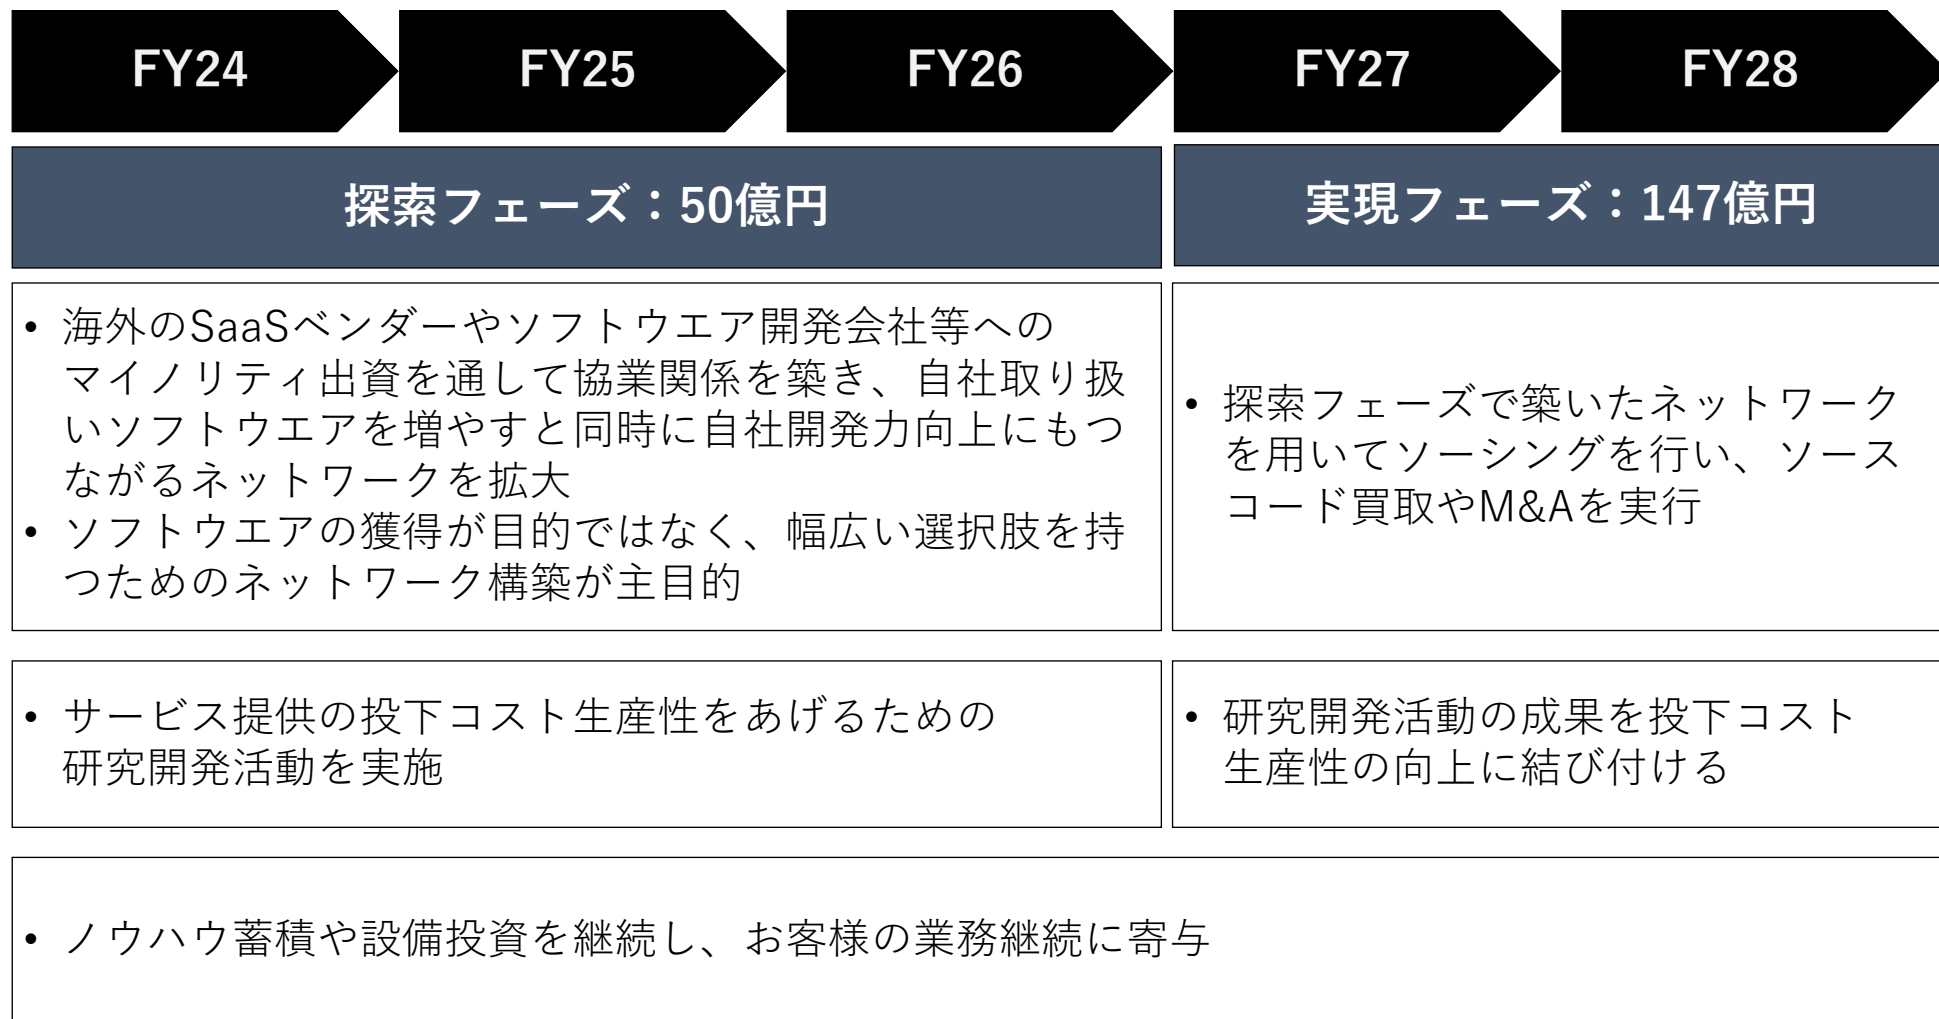 FY24 FY25 FY26 FY27 FY28
探索フェーズ：50億円
実現フェーズ：147億円
• 海外のSaaSベンダーやソフトウエア開発会社等への
マイノリティ出資を通して協業関係を築き、自社取り扱
いソフトウエアを増やすと同時に自社開発力向上にもつ
ながるネットワークを拡大
• ソフトウエアの獲得が目的ではなく、幅広い選択肢を持
つためのネットワーク構築が主目的
• 探索フェーズで築いたネットワーク
を用いてソーシングを行い、ソース
コード買取やM&Aを実行
• サービス提供の投下コスト生産性をあげるための
研究開発活動を実施
• 研究開発活動の成果を投下コスト
生産性の向上に結び付ける
• ノウハウ蓄積や設備投資を継続し、お客様の業務継続に寄与